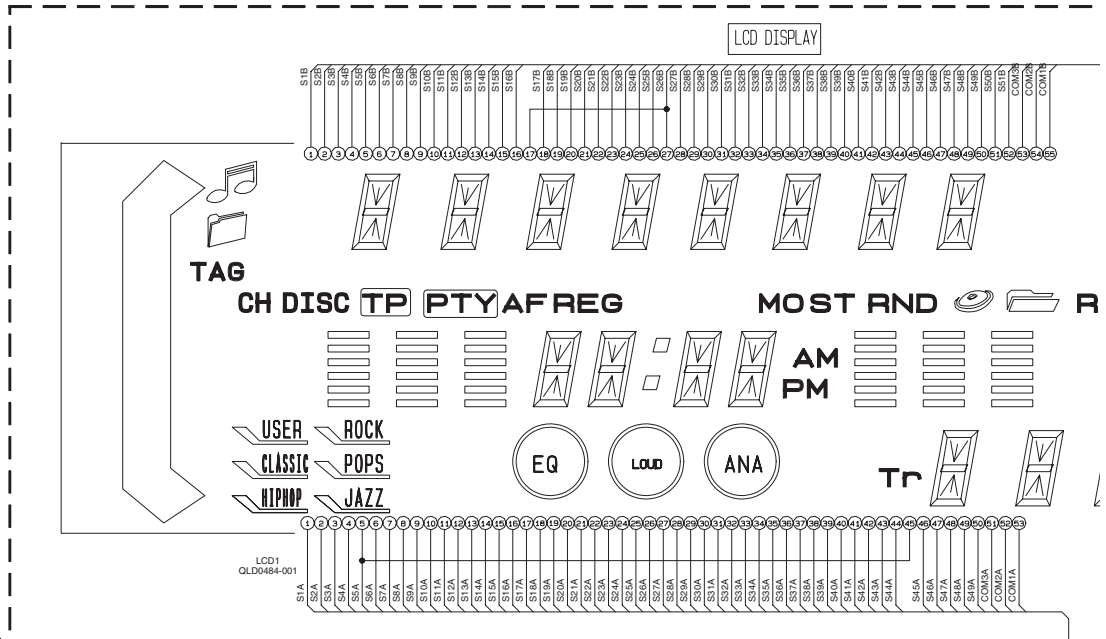 LCD DISPLAY
S1B S2B S3B S4B S5B S6B S7B S8B S9B S10B S11B S12B S13B S14B S15B S16B S17B S18B S19B S20B S21B S22B S23B S24B S25B S26B S27B S28B S29B S30B S31B S32B S33B S34B S35B S36B S37B S38B S39B S40B S41B S42B S43B S44B S45B S46B S47B S48B S49B S50B S51B COM3B COM2B COM1B
1 2 3 4 5 6 7 8 9 10 11 12 13 14 15 16 17 18 19 20 21 22 23 24 25 26 27 28 29 30 31 32 33 34 35 36 37 38 39 40 41 42 43 44 45 46 47 48 49 50 51 52 53 54 55
TAG
CH DISC TP PTY AF REG MOST RND R
AM
PM
USER ROCK
CLASSIC POPS
HIPHOP JAZZ
EQ LOUD ANA
Tr
1 2 3 4 5 6 7 8 9 10 11 12 13 14 15 16 17 18 19 20 21 22 23 24 25 26 27 28 29 30 31 32 33 34 35 36 37 38 39 40 41 42 43 44 45 46 47 48 49 50 51 52 53
LCD1
QLD0484-001
S1A S2A S3A S4A S5A S6A S7A S8A S9A S10A S11A S12A S13A S14A S15A S16A S17A S18A S19A S20A S21A S22A S23A S24A S25A S26A S27A S28A S29A S30A S31A S32A S33A S34A S35A S36A S37A S38A S39A S40A S41A S42A S43A S44A S45A S46A S47A S48A S49A COM3A COM2A COM1A